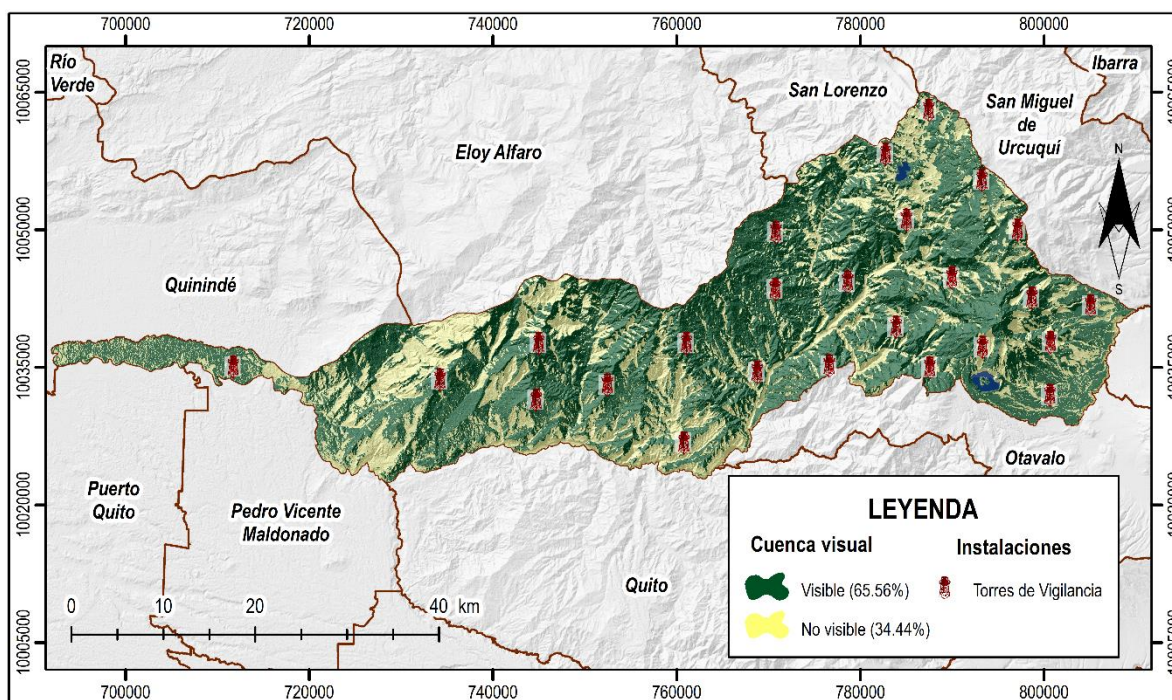 700000 720000 740000 760000 780000 800000
10065000
10050000
10035000
10020000
10005000
Río
Verde
San Lorenzo
Ibarra
San Miguel
de
Urcuquí
Eloy Alfaro
N
S
Quinindé
Puerto
Quito
Pedro Vicente
Maldonado
Otavalo
Quito
0 10 20 40 km
LEYENDA
Cuenca visual Instalaciones
Visible (65.56%) Torres de Vigilancia
No visible (34.44%)
700000 720000 740000 760000 780000 800000